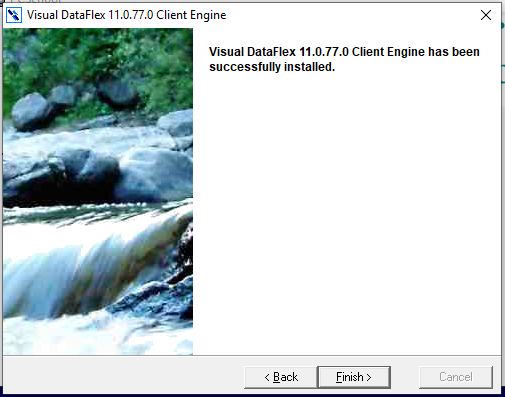 Visual DataFlex 11.0.77.0 Client Engine
Visual DataFlex 11.0.77.0 Client Engine has been
successfully installed.
< Back
Finish >
Cancel